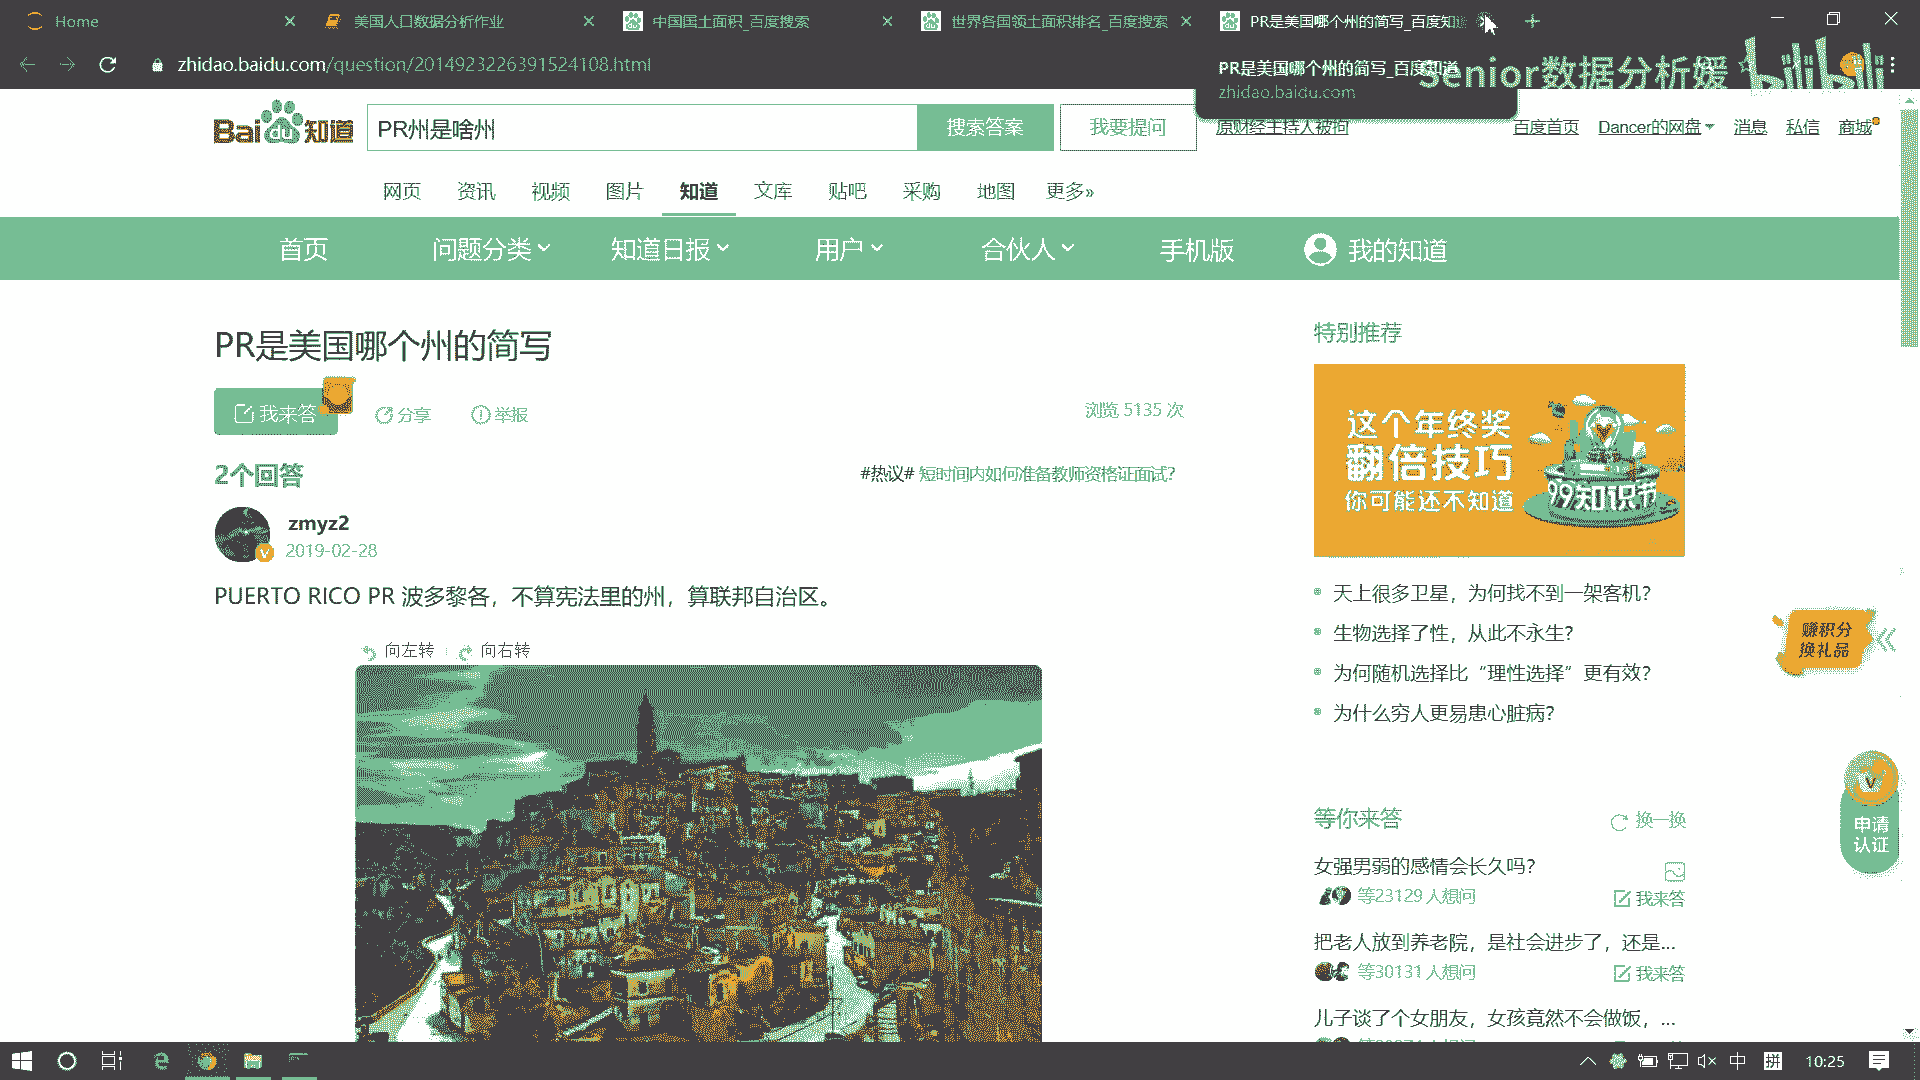 Home
美国人口数据分析作业
中国国土面积_百度搜索
世界各国领土面积排名_百度搜索
PR是美国哪个州的简写_百度知道
zhidao.baidu.com/question/2014923226391524108.html
PR是美国哪个州的简写_百度知道
zhidao.baidu.com
Senior数据分析媛
bilibili
Bai du 知道
PR州是啥州
搜索答案
我要提问
原财经主持人被拘
百度首页
Dancer的网盘
消息
私信
商城
网页 资讯 视频 图片 知道 文库 贴吧 采购 地图 更多»
首页 问题分类 知道日报 用户 合伙人 手机版 我的知道
PR是美国哪个州的简写
我来答
分享
举报
浏览 5135 次
2个回答
#热议# 短时间内如何准备教师资格证面试?
zmyz2
2019-02-28
PUERTO RICO PR 波多黎各，不算宪法里的州，算联邦自治区。
向左转
向右转
特别推荐
这个年终奖
翻倍技巧
你可能还不知道
99知识节
天上很多卫星，为何找不到一架客机?
生物选择了性，从此不永生?
为何随机选择比“理性选择”更有效?
为什么穷人更易患心脏病?
赚积分
换礼品
申请
认证
等你来答
换一换
女强男弱的感情会长久吗?
等23129 人想问
我来答
把老人放到养老院，是社会进步了，还是...
等30131 人想问
我来答
儿子谈了个女朋友，女孩竟然不会做饭，...
中
拼
10:25